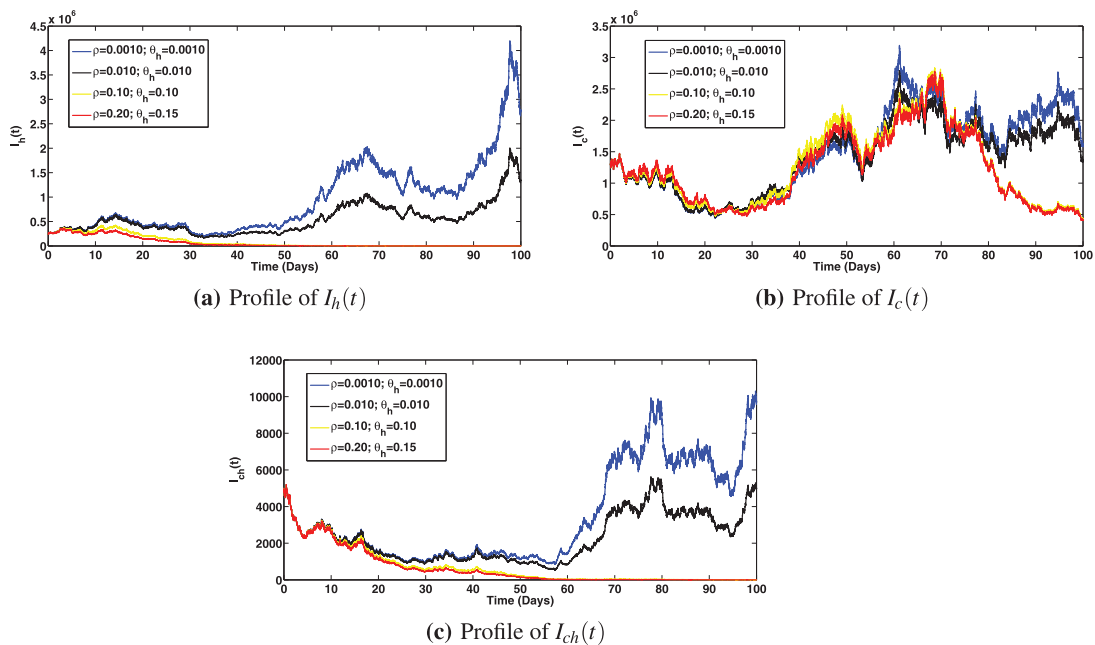 x 10⁶
4.5
4
3.5
3
2.5
2
1.5
1
0.5
0
I_h(t)
ρ=0.0010; θ_h=0.0010
ρ=0.010; θ_h=0.010
ρ=0.10; θ_h=0.10
ρ=0.20; θ_h=0.15
0 10 20 30 40 50 60 70 80 90 100
Time (Days)
(a) Profile of I_h(t)
x 10⁶
3.5
3
2.5
2
1.5
1
0.5
0
I_c(t)
ρ=0.0010; θ_h=0.0010
ρ=0.010; θ_h=0.010
ρ=0.10; θ_h=0.10
ρ=0.20; θ_h=0.15
0 10 20 30 40 50 60 70 80 90 100
Time (Days)
(b) Profile of I_c(t)
12000
10000
8000
6000
4000
2000
0
I_ch(t)
ρ=0.0010; θ_h=0.0010
ρ=0.010; θ_h=0.010
ρ=0.10; θ_h=0.10
ρ=0.20; θ_h=0.15
0 10 20 30 40 50 60 70 80 90 100
Time (Days)
(c) Profile of I_ch(t)